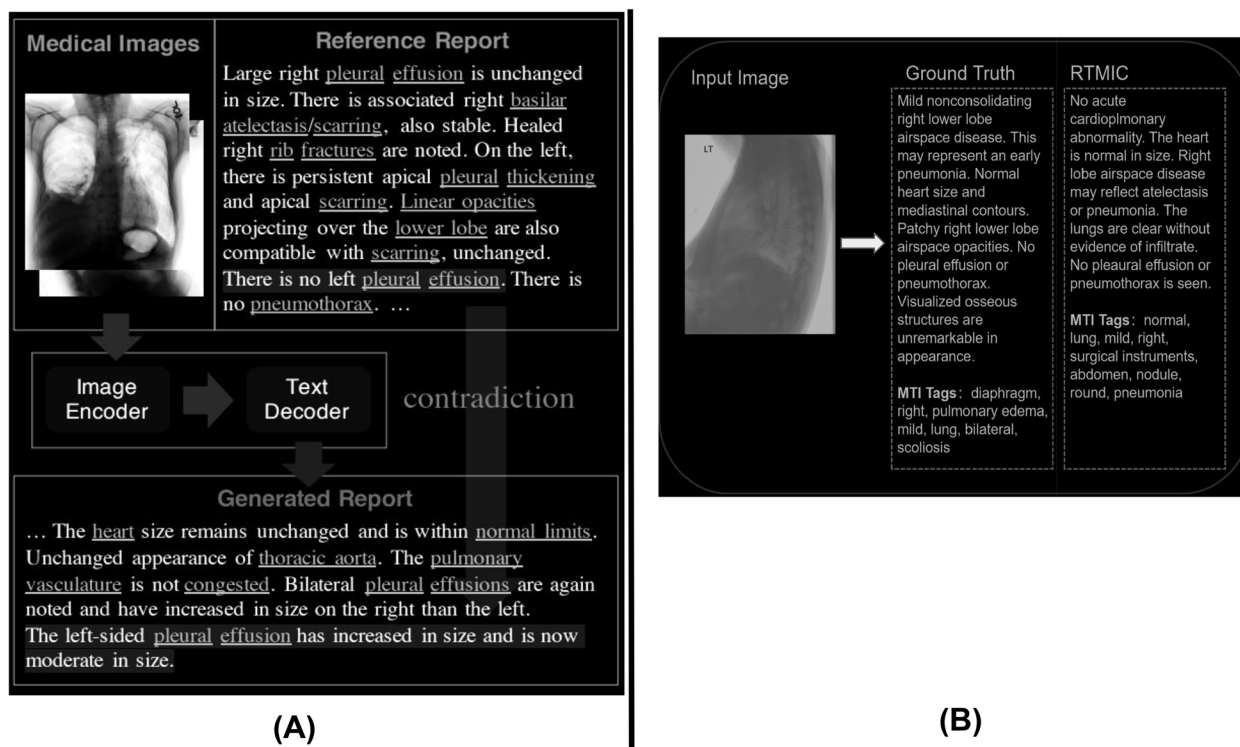 Medical Images
Reference Report
Large right pleural effusion is unchanged
in size. There is associated right basilar
atelectasis/scarring, also stable. Healed
right rib fractures are noted. On the left,
there is persistent apical pleural thickening
and apical scarring. Linear opacities
projecting over the lower lobe are also
compatible with scarring, unchanged.
There is no left pleural effusion. There is
no pneumothorax. …
Image
Encoder
Text
Decoder
contradiction
Generated Report
… The heart size remains unchanged and is within normal limits.
Unchanged appearance of thoracic aorta. The pulmonary
vasculature is not congested. Bilateral pleural effusions are again
noted and have increased in size on the right than the left.
The left-sided pleural effusion has increased in size and is now
moderate in size.
(A)
Input Image
LT
Ground Truth
Mild nonconsolidating
right lower lobe
airspace disease. This
may represent an early
pneumonia. Normal
heart size and
mediastinal contours.
Patchy right lower lobe
airspace opacities. No
pleural effusion or
pneumothorax.
Visualized osseous
structures are
unremarkable in
appearance.
MTI Tags: diaphragm,
right, pulmonary edema,
mild, lung, bilateral,
scoliosis
RTMIC
No acute
cardioplmonary
abnormality. The heart
is normal in size. Right
lobe airspace disease
may reflect atelectasis
or pneumonia. The
lungs are clear without
evidence of infiltrate.
No pleaural effusion or
pneumothorax is seen.
MTI Tags: normal,
lung, mild, right,
surgical instruments,
abdomen, nodule,
round, pneumonia
(B)